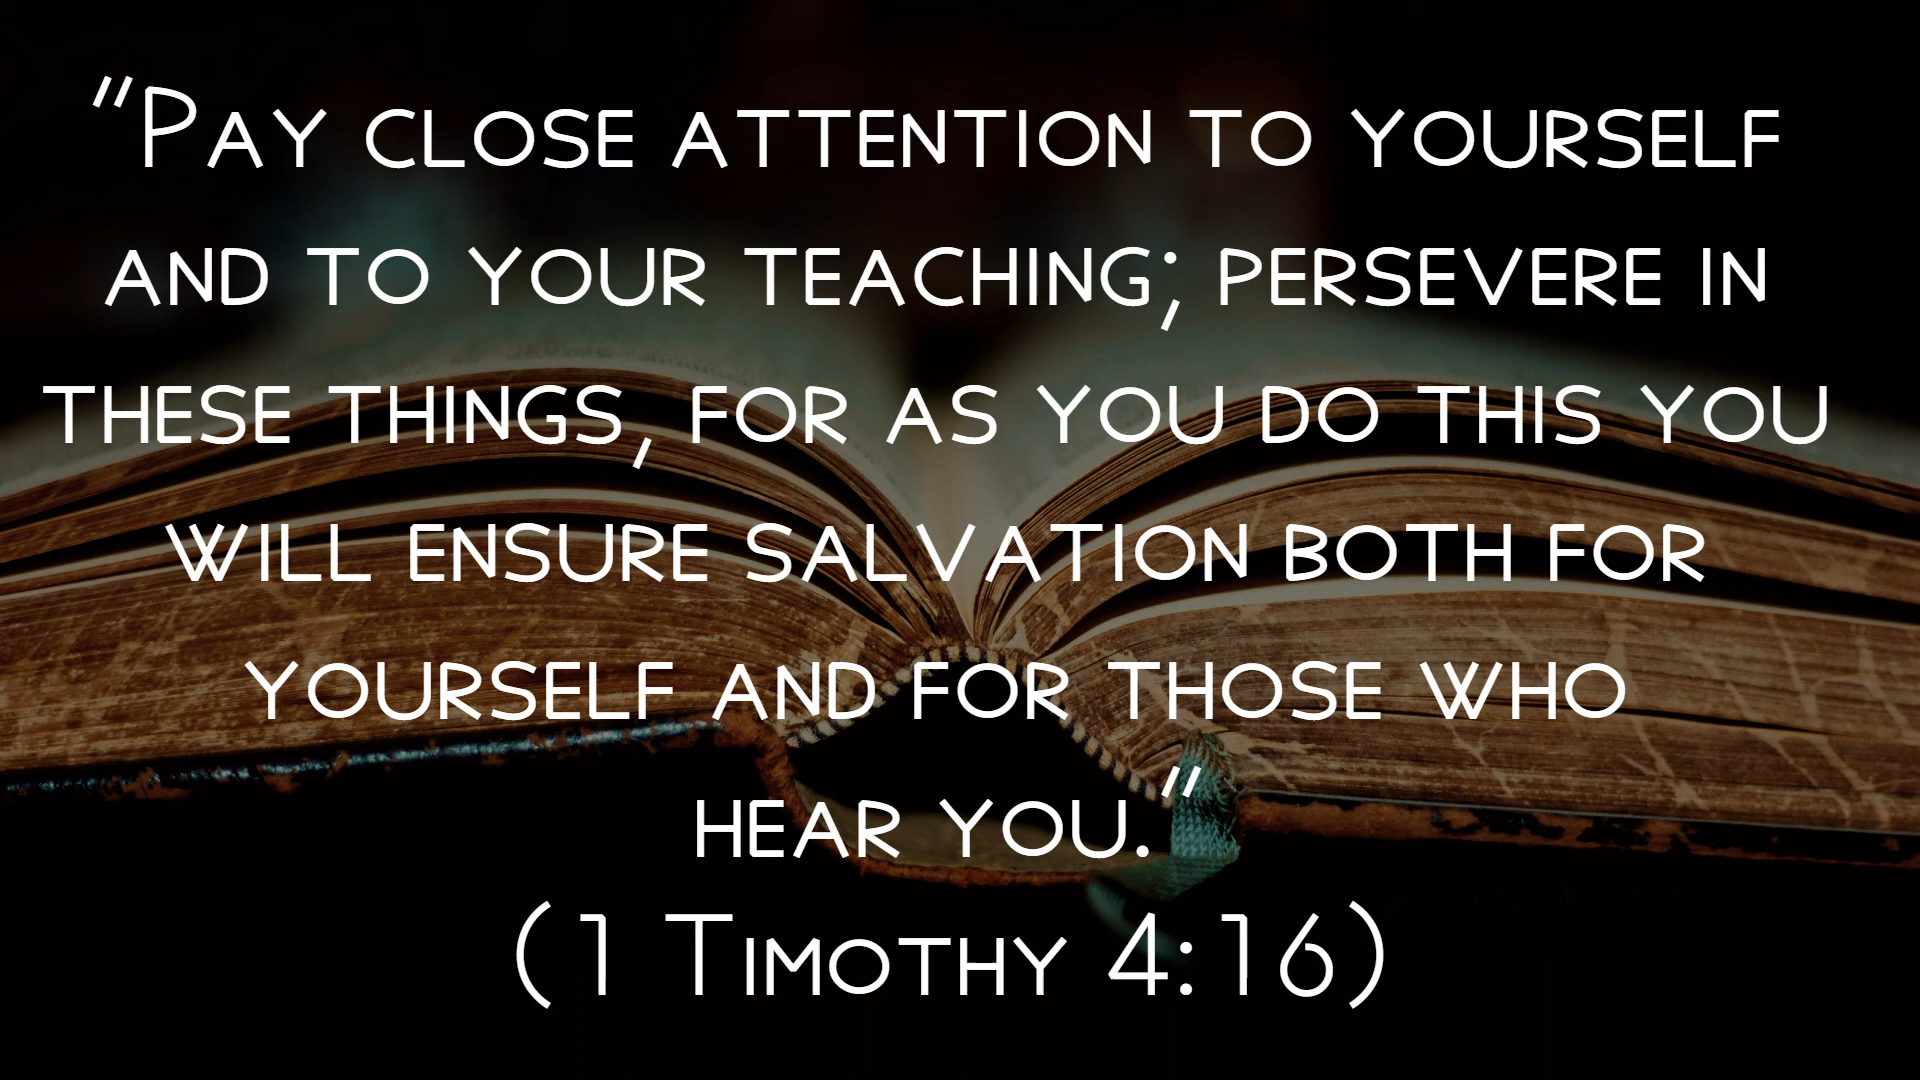 "Pay close attention to yourself
and to your teaching; persevere in
these things, for as you do this you
will ensure salvation both for
yourself and for those who
hear you."
(1 Timothy 4:16)